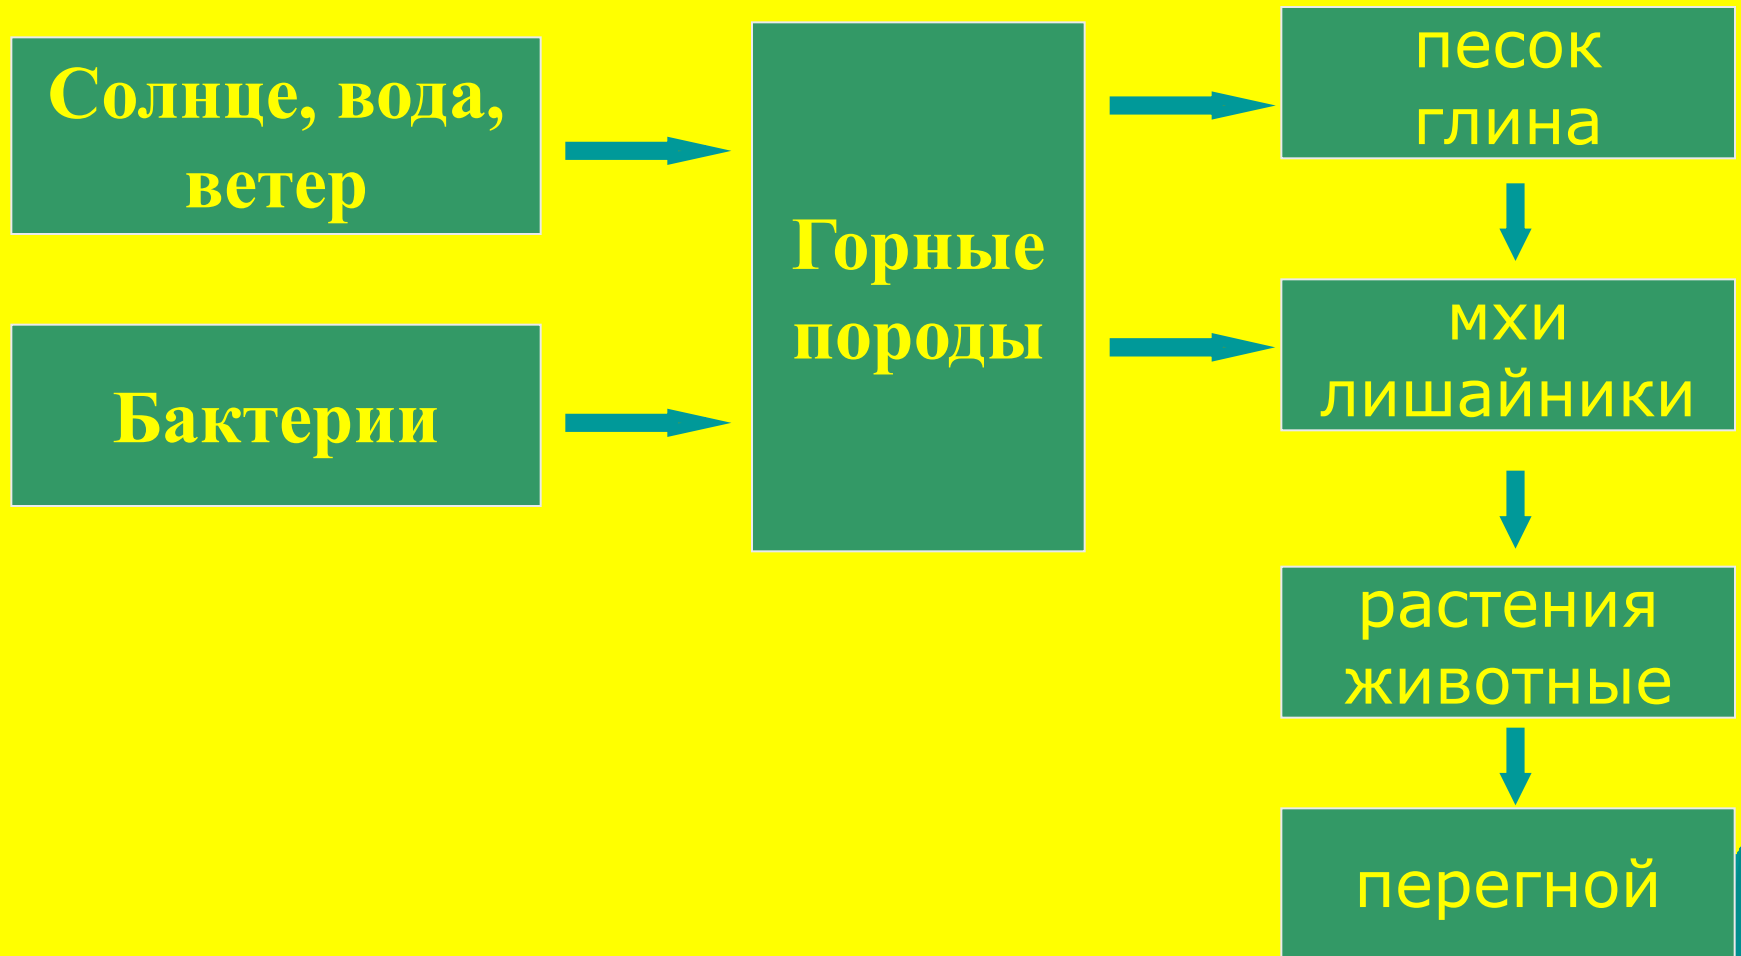 Солнце, вода,
ветер
Бактерии
Горные
породы
песок
глина
мхи
лишайники
растения
животные
перегной